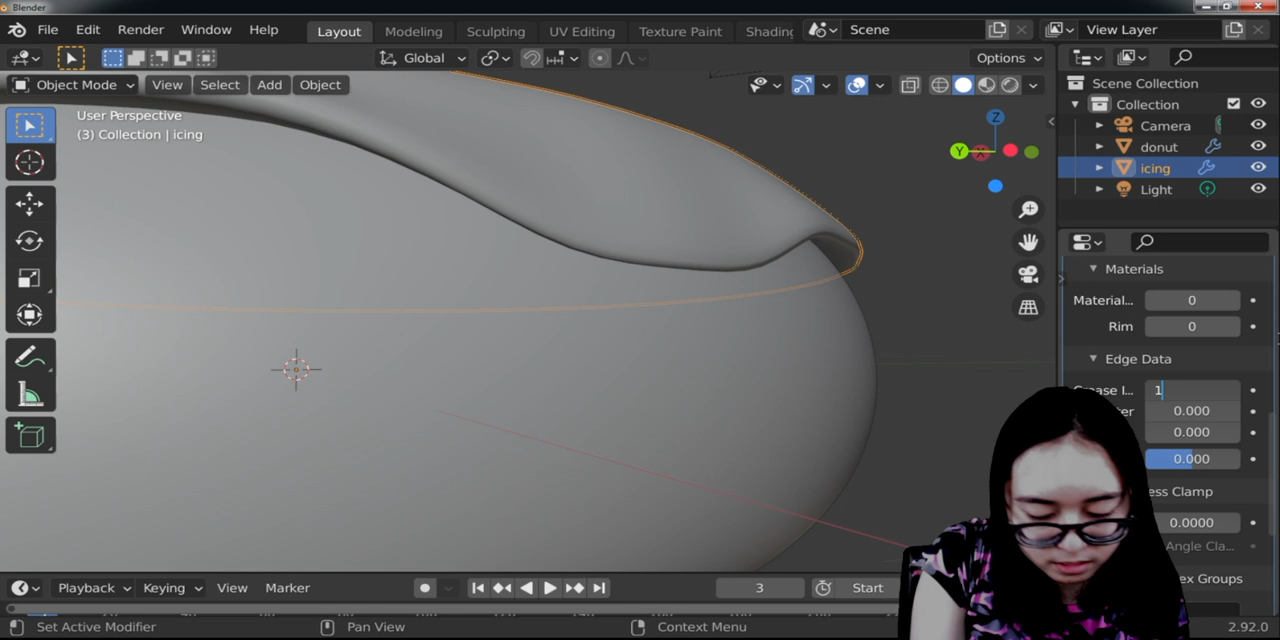 Blender
File Edit Render Window Help Layout Modeling Sculpting UV Editing Texture Paint Shading Scene View Layer
Global Options
Object Mode View Select Add Object
User Perspective
(3) Collection | icing
Z
Y
X
Scene Collection
Collection
Camera
donut
icing
Light
Materials
Material... 0
Rim 0
Edge Data
1
0.000
0.000
0.000
Clamp
0.0000
Angle Cla...
Groups
Playback Keying View Marker 3 Start
Set Active Modifier Pan View Context Menu 2.92.0